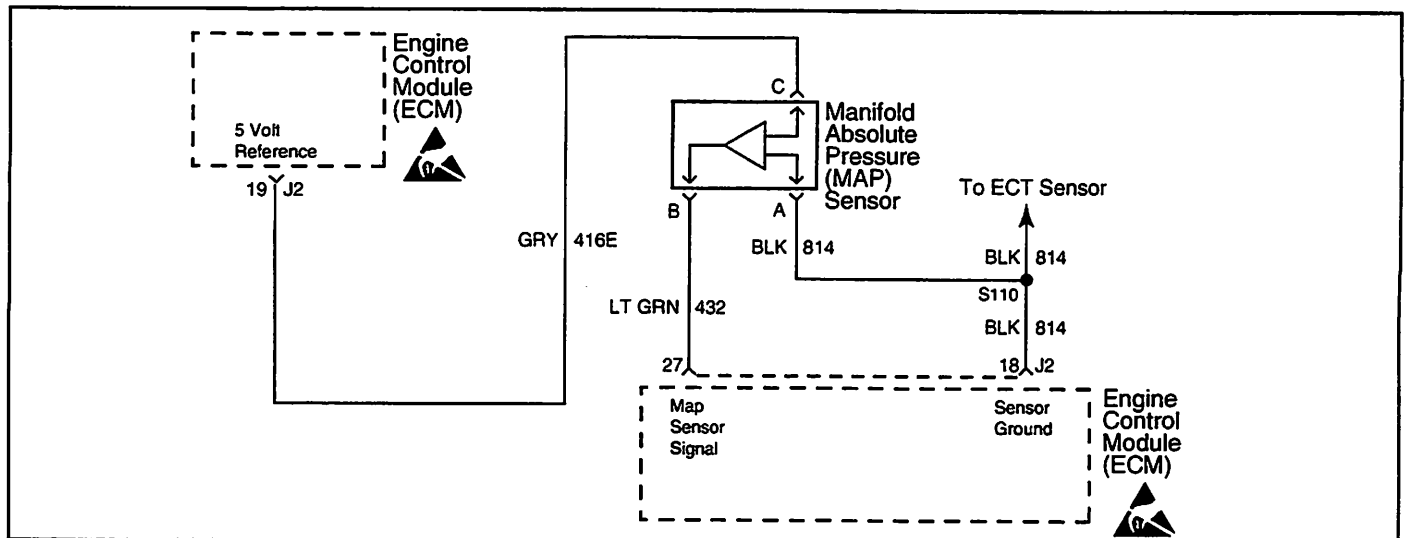 Engine
Control
Module
(ECM)
5 Volt
Reference
19 J2
C
Manifold
Absolute
Pressure
(MAP)
Sensor
To ECT Sensor
B
A
GRY 416E
BLK 814
BLK 814
S110
LT GRN 432
BLK 814
27
18 J2
Map
Sensor
Signal
Sensor
Ground
Engine
Control
Module
(ECM)